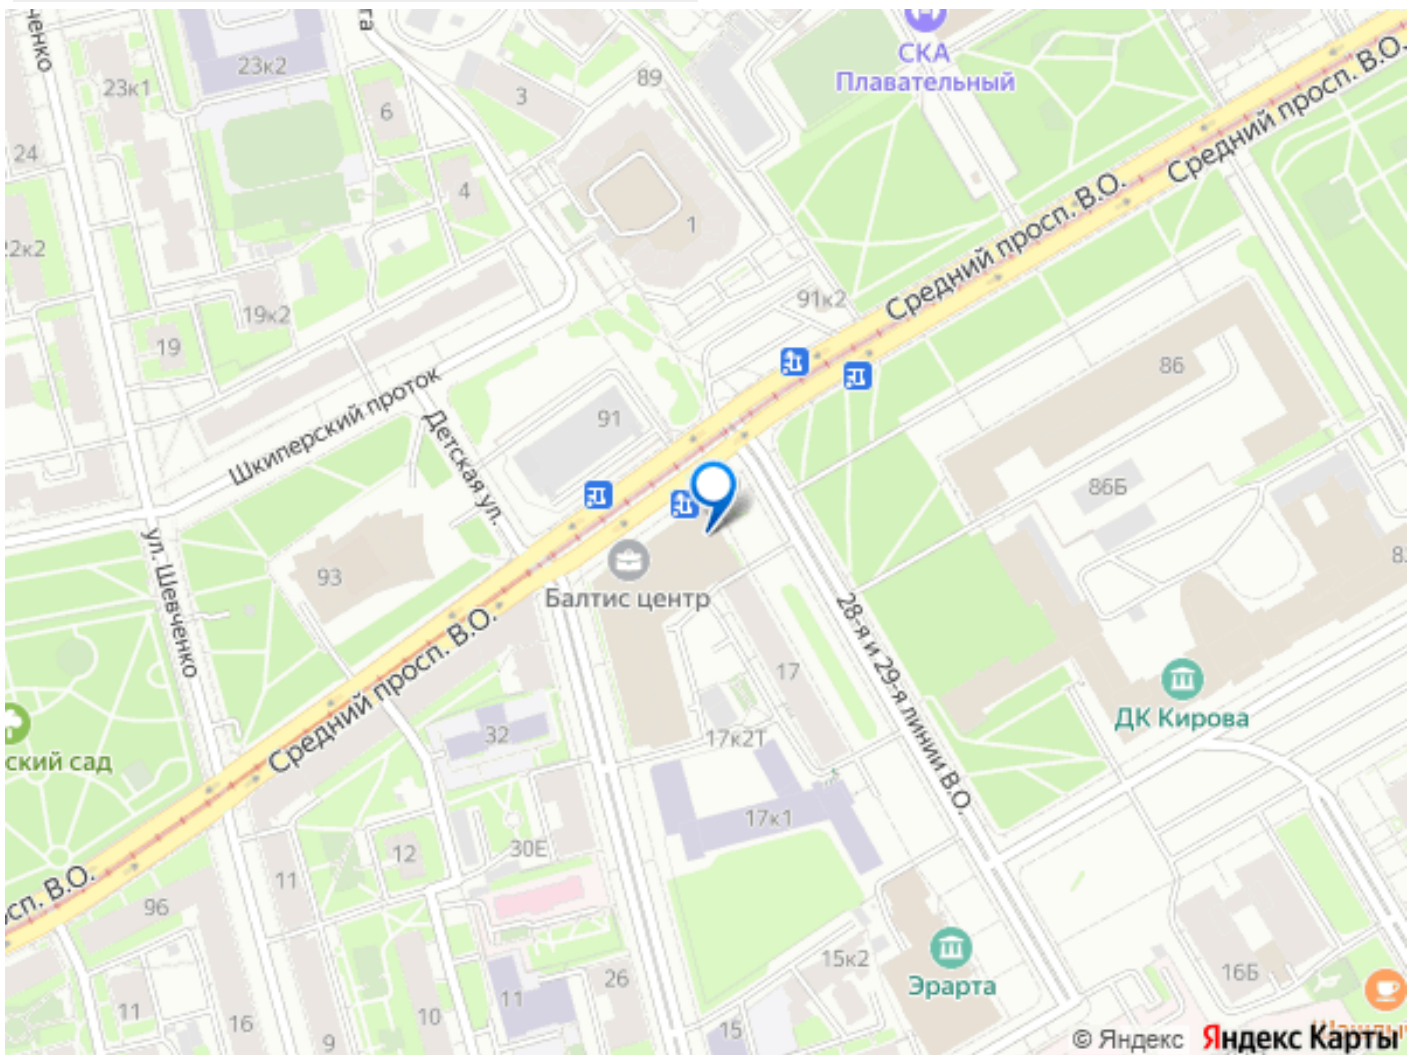 ченко
га
СКА
Плавательный
23к2
89
23к1
3
6
Средний просп. В.О.
24
4
Средний просп. В.О.
1
22к2
91к2
19к2
19
86
Шкиперский проток
91
Детская ул.
86Б
ул. Шевченко
93
Балтис центр
28-я и 29-я линии В.О.
Средний просп. В.О.
17
ДК Кирова
32
17к2Т
ский сад
17к1
30Е
12
11
сп. В.О.
96
15к2
Эрарта
16Б
26
11
11
10
16
9
15
© Яндекс Яндекс Карты